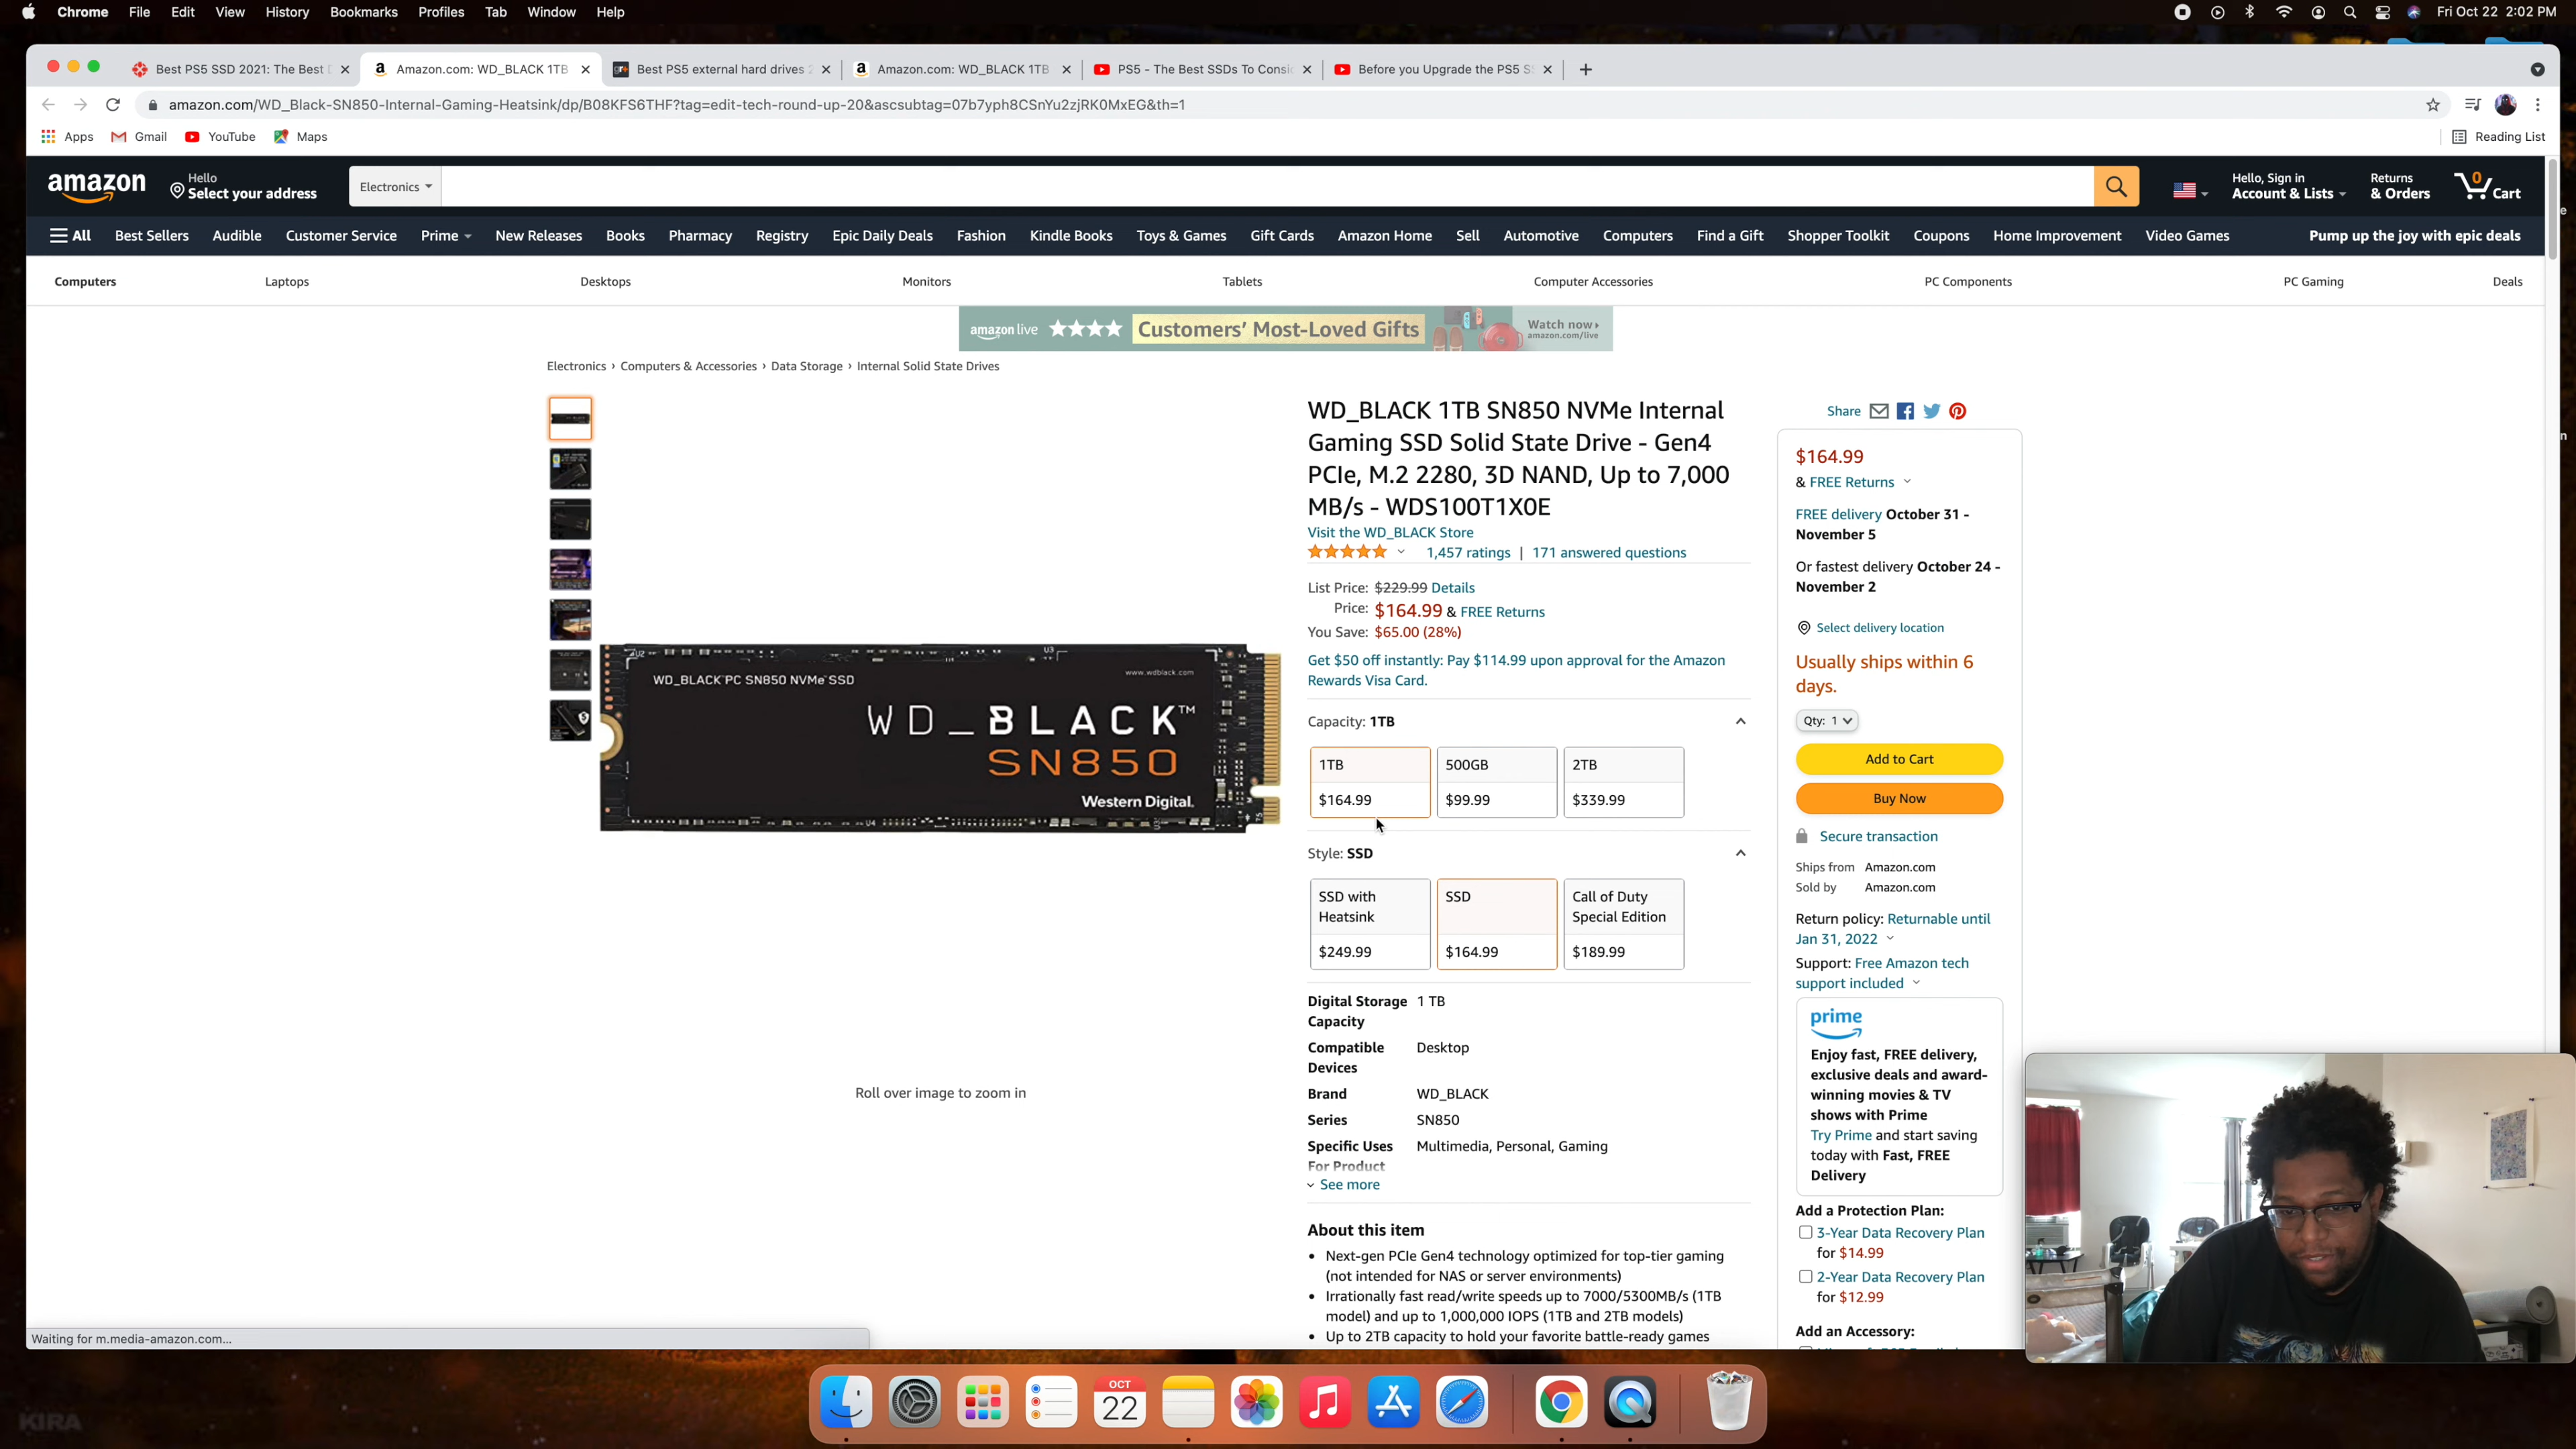 Chrome File Edit View History Bookmarks Profiles Tab Window Help
Fri Oct 22 2:02 PM
Best PS5 SSD 2021: The Best
Amazon.com: WD_BLACK 1TB
Best PS5 external hard drives
Amazon.com: WD_BLACK 1TB
PS5 - The Best SSDs To Consi
Before you Upgrade the PS5 S
amazon.com/WD_Black-SN850-Internal-Gaming-Heatsink/dp/B08KFS6THF?tag=edit-tech-round-up-20&ascsubtag=07b7yph8CSnYu2zjRK0MxEG&th=1
Apps Gmail YouTube Maps
Reading List
amazon
Hello
Select your address
Electronics
Hello, Sign in
Account & Lists
Returns
& Orders
0
Cart
All Best Sellers Audible Customer Service Prime New Releases Books Pharmacy Registry Epic Daily Deals Fashion Kindle Books Toys & Games Gift Cards Amazon Home Sell Automotive Computers Find a Gift Shopper Toolkit Coupons Home Improvement Video Games
Pump up the joy with epic deals
Computers Laptops Desktops Monitors Tablets Computer Accessories PC Components PC Gaming Deals
amazon live
Customers' Most-Loved Gifts
Watch now
amazon.com/live
Electronics › Computers & Accessories › Data Storage › Internal Solid State Drives
WD_BLACK PC SN850 NVMe SSD
www.wdblack.com
WD_BLACK™
SN850
Western Digital.
Roll over image to zoom in
WD_BLACK 1TB SN850 NVMe Internal
Gaming SSD Solid State Drive - Gen4
PCIe, M.2 2280, 3D NAND, Up to 7,000
MB/s - WDS100T1X0E
Visit the WD_BLACK Store
1,457 ratings | 171 answered questions
List Price: $229.99 Details
Price: $164.99 & FREE Returns
You Save: $65.00 (28%)
Get $50 off instantly: Pay $114.99 upon approval for the Amazon
Rewards Visa Card.
Capacity: 1TB
1TB 500GB 2TB
$164.99 $99.99 $339.99
Style: SSD
SSD with
Heatsink
$249.99
SSD
$164.99
Call of Duty
Special Edition
$189.99
Digital Storage
Capacity
1 TB
Compatible
Devices
Desktop
Brand WD_BLACK
Series SN850
Specific Uses
For Product
Multimedia, Personal, Gaming
See more
About this item
• Next-gen PCIe Gen4 technology optimized for top-tier gaming
(not intended for NAS or server environments)
• Irrationally fast read/write speeds up to 7000/5300MB/s (1TB
model) and up to 1,000,000 IOPS (1TB and 2TB models)
• Up to 2TB capacity to hold your favorite battle-ready games
Share
$164.99
& FREE Returns
FREE delivery October 31 -
November 5
Or fastest delivery October 24 -
November 2
Select delivery location
Usually ships within 6
days.
Qty: 1
Add to Cart
Buy Now
Secure transaction
Ships from Amazon.com
Sold by Amazon.com
Return policy: Returnable until
Jan 31, 2022
Support: Free Amazon tech
support included
prime
Enjoy fast, FREE delivery,
exclusive deals and award-
winning movies & TV
shows with Prime
Try Prime and start saving
today with Fast, FREE
Delivery
Add a Protection Plan:
3-Year Data Recovery Plan
for $14.99
2-Year Data Recovery Plan
for $12.99
Add an Accessory:
Waiting for m.media-amazon.com...
OCT
22
KIRA